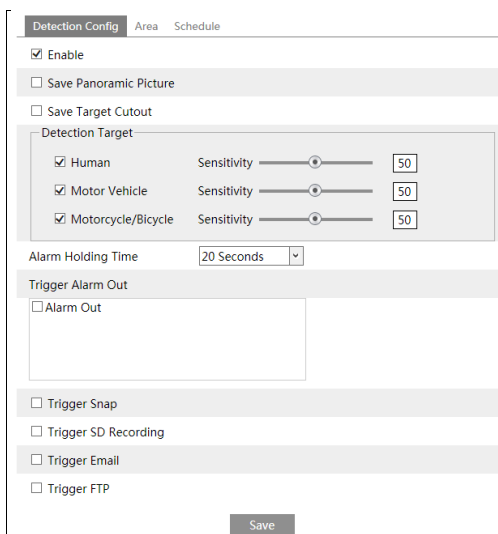 Detection Config Area Schedule
Enable
Save Panoramic Picture
Save Target Cutout
Detection Target
Human Sensitivity 50
Motor Vehicle Sensitivity 50
Motorcycle/Bicycle Sensitivity 50
Alarm Holding Time 20 Seconds
Trigger Alarm Out
Alarm Out
Trigger Snap
Trigger SD Recording
Trigger Email
Trigger FTP
Save